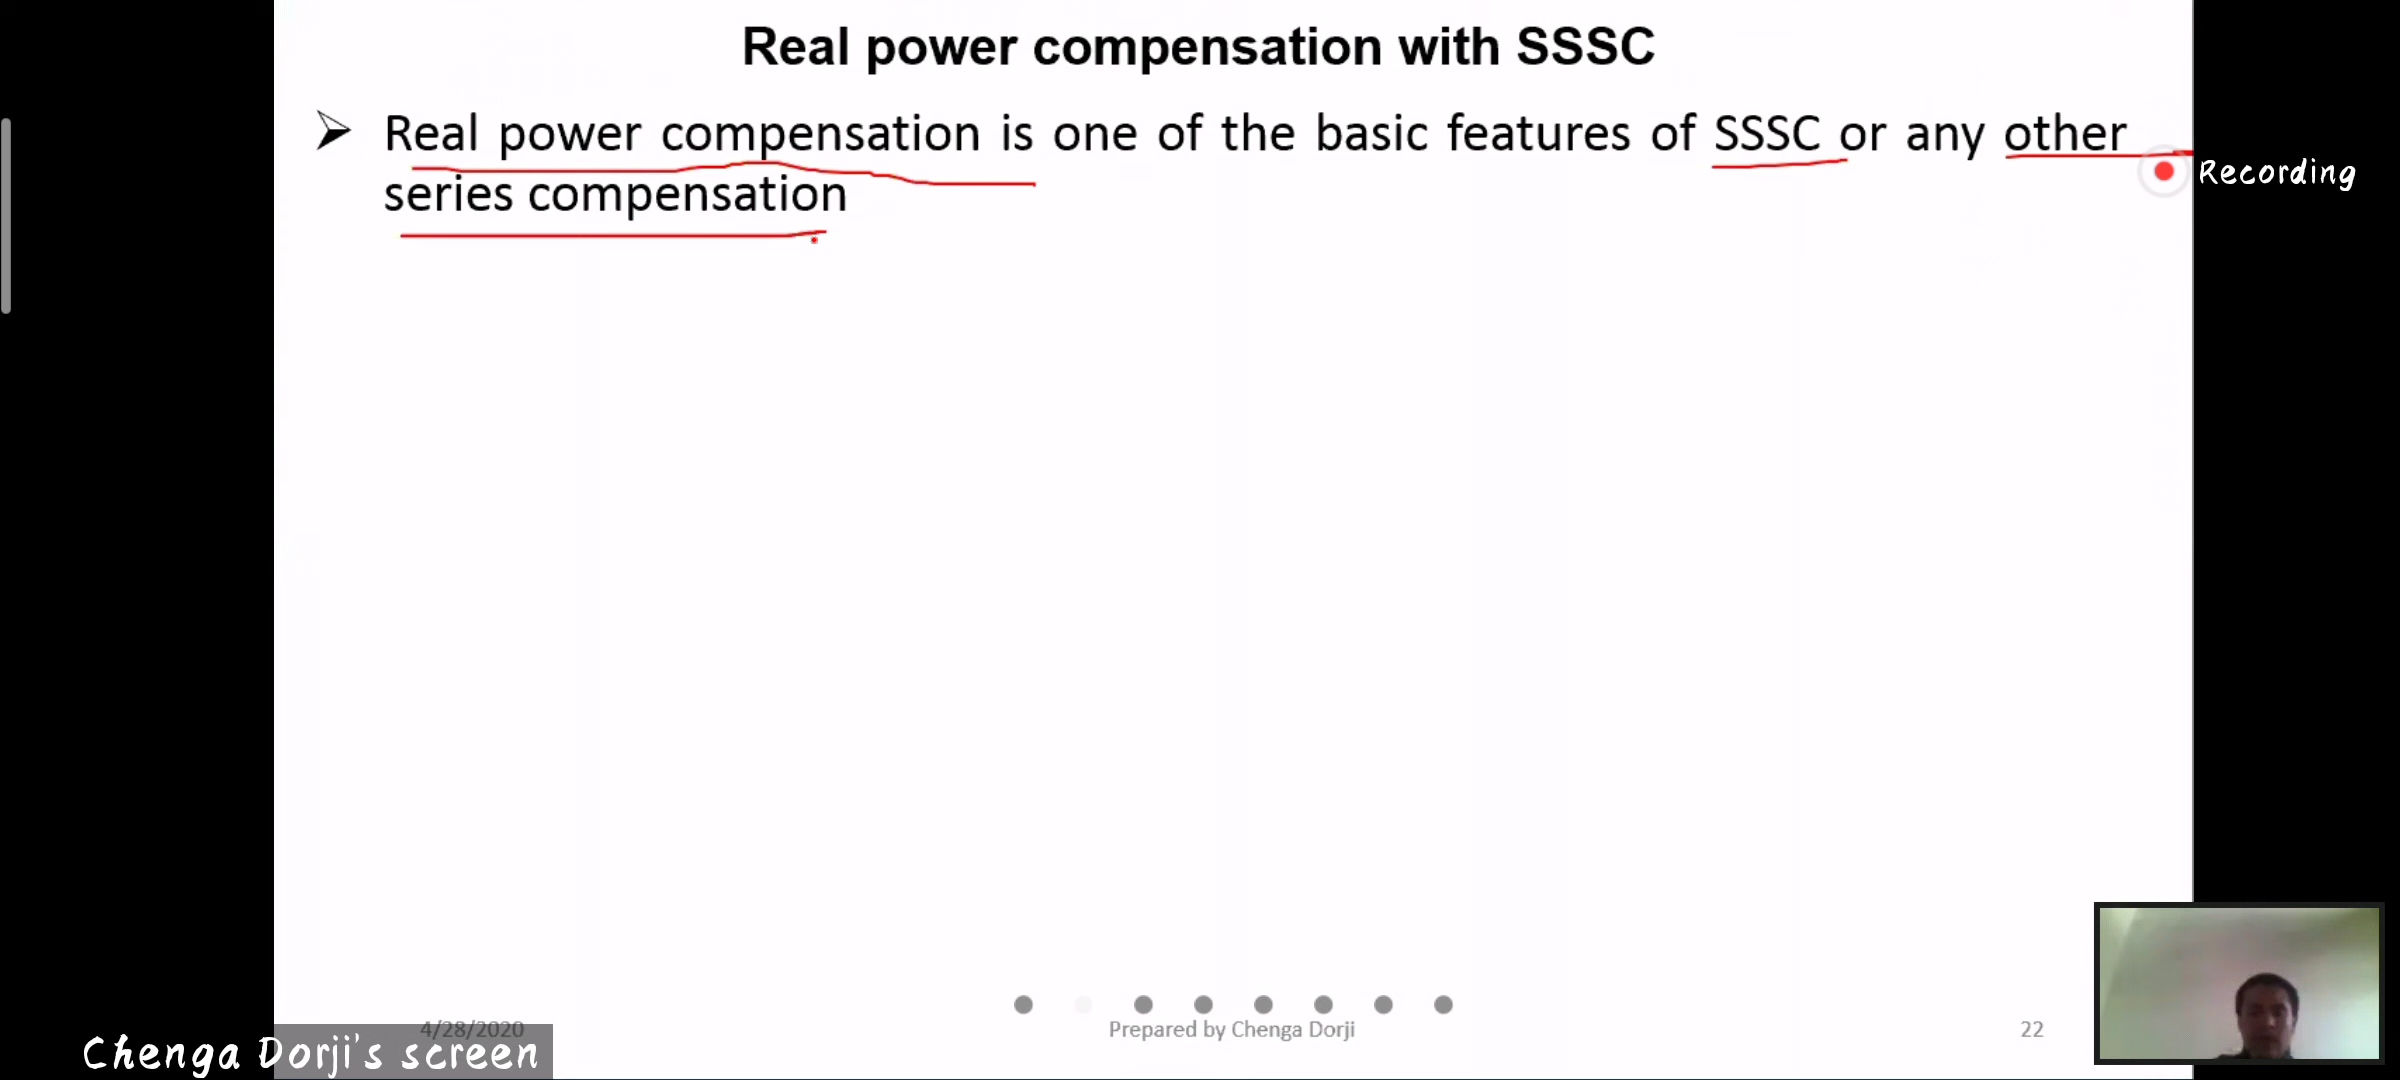 Real power compensation with SSSC
➢ Real power compensation is one of the basic features of SSSC or any other
series compensation
Recording
4/28/2020
Prepared by Chenga Dorji
22
Chenga Dorji's screen